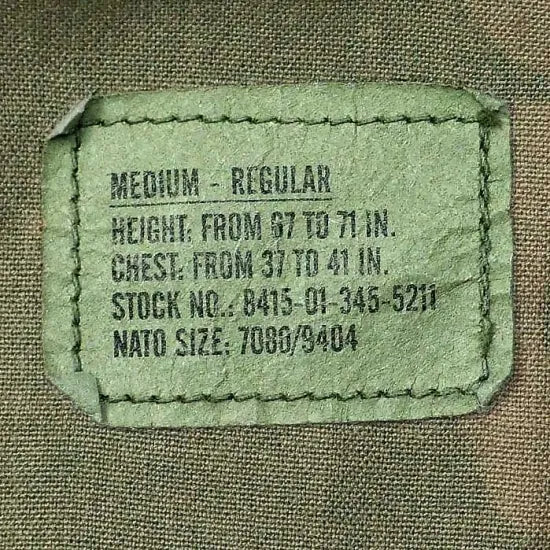 MEDIUM - REGULAR
HEIGHT: FROM 67 TO 71 IN.
CHEST: FROM 37 TO 41 IN.
STOCK NO.: 8415-01-345-5211
NATO SIZE: 7080/9404